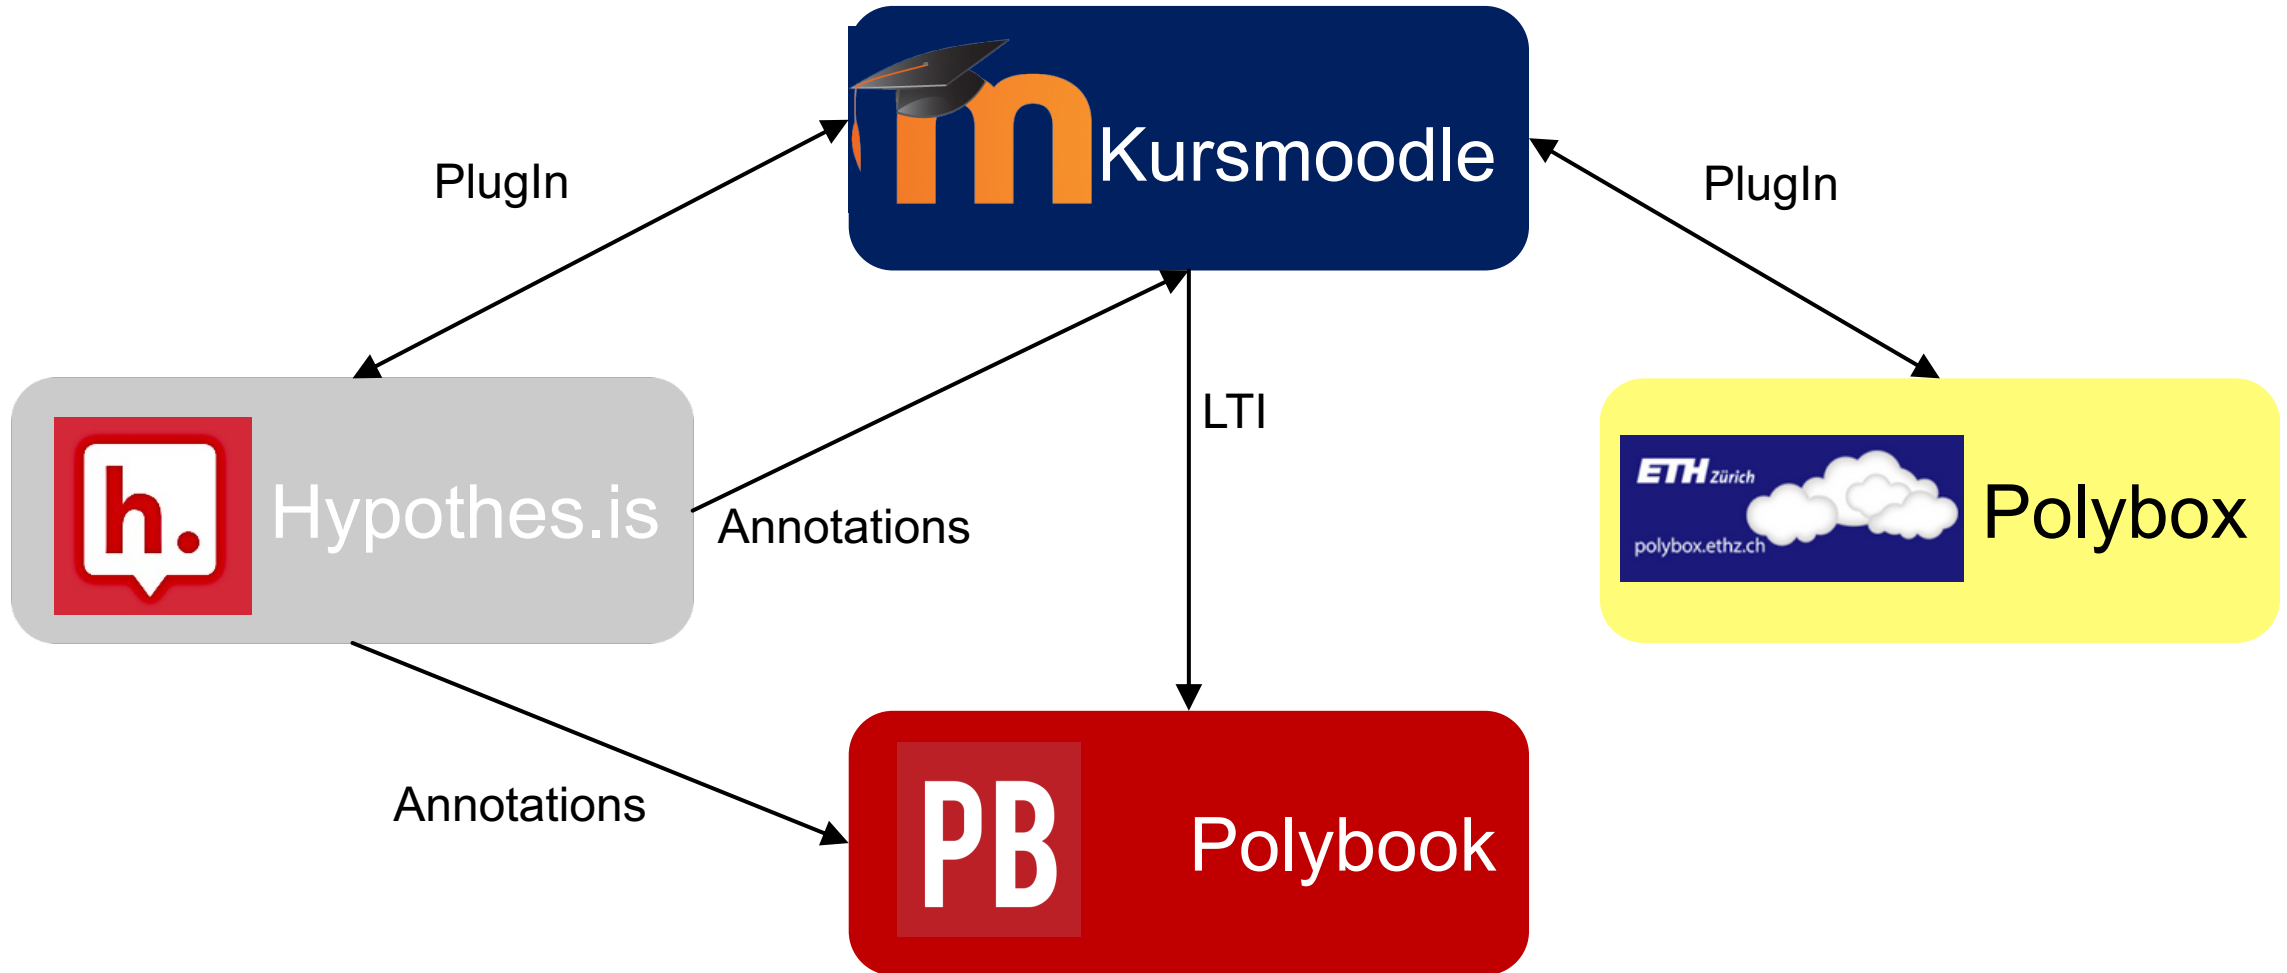 m
Kursmoodle
PlugIn
PlugIn
LTI
h.
Hypothes.is
Annotations
ETH Zürich
polybox.ethz.ch
Polybox
Annotations
PB
Polybook